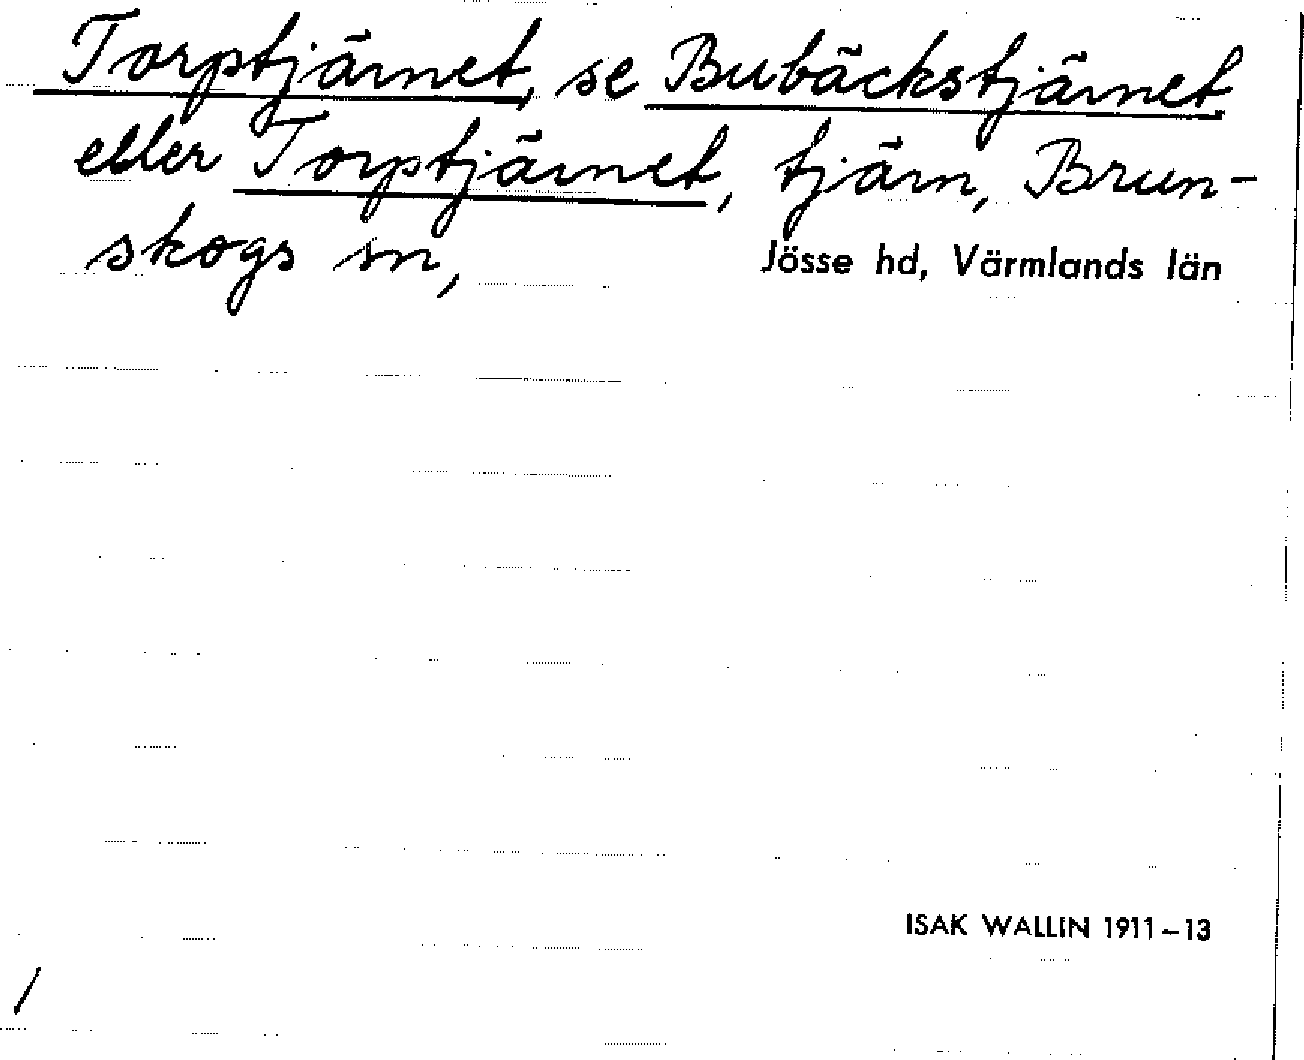 Torptjärnet, se Bubäckstjärnet
eller Torptjärnet, tjärn, Brun-
skogs sn,
Jösse hd, Värmlands län
ISAK WALLIN 1911–13